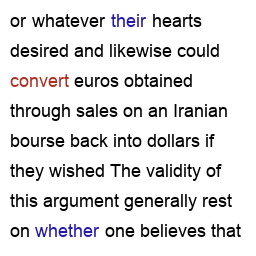 or whatever their hearts
desired and likewise could
convert euros obtained
through sales on an Iranian
bourse back into dollars if
they wished The validity of
this argument generally rest
on whether one believes that